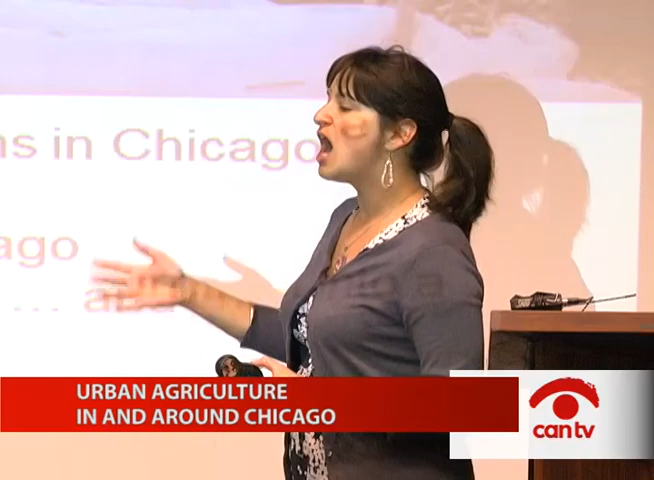 ns in Chicago
ago
...
URBAN AGRICULTURE
IN AND AROUND CHICAGO
can tv